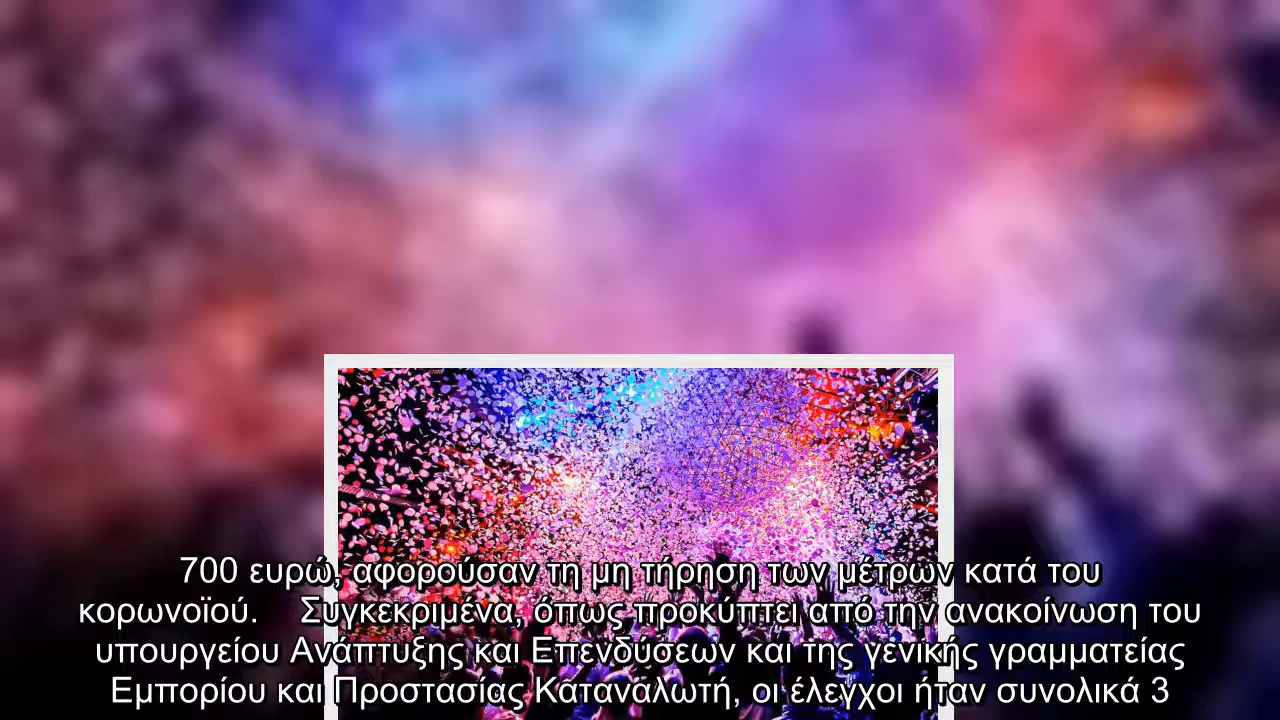 700 ευρώ, αφορούσαν τη μη τήρηση των μέτρων κατά του
κορωνοϊού. Συγκεκριμένα, όπως προκύπτει από την ανακοίνωση του
υπουργείου Ανάπτυξης και Επενδύσεων και της γενικής γραμματείας
Εμπορίου και Προστασίας Καταναλωτή, οι έλεγχοι ήταν συνολικά 3